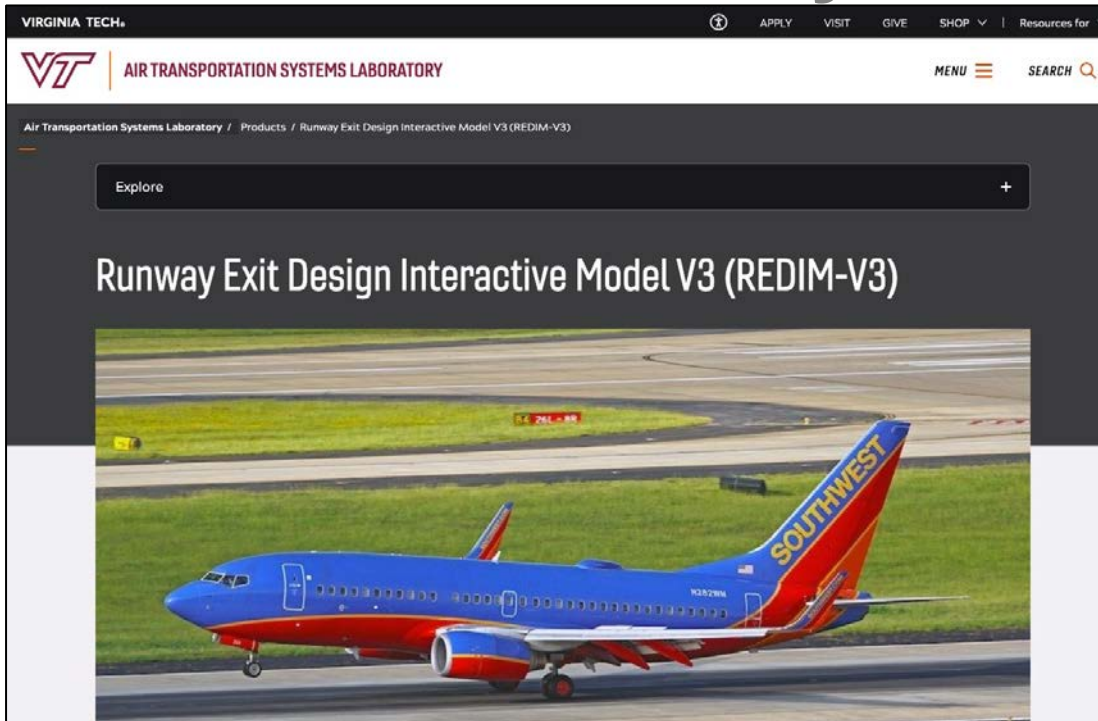 VIRGINIA TECH. APPLY VISIT GIVE SHOP | Resources for
VT AIR TRANSPORTATION SYSTEMS LABORATORY MENU SEARCH
Air Transportation Systems Laboratory / Products / Runway Exit Design Interactive Model V3 (REDIM-V3)
Explore +
Runway Exit Design Interactive Model V3 (REDIM-V3)
26L - 8R
SOUTHWEST
N282WN